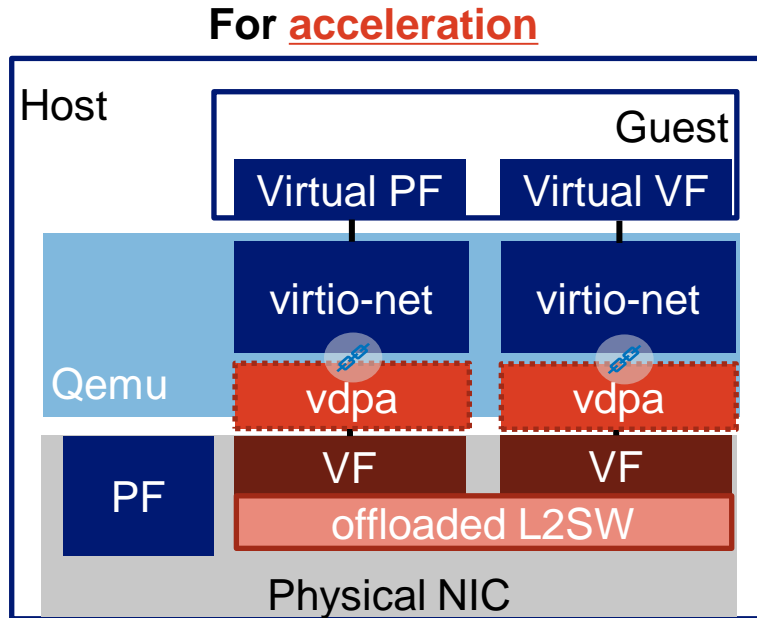 For acceleration
Host
Guest
Virtual PF
Virtual VF
virtio-net
virtio-net
Qemu
vdpa
vdpa
PF
VF
VF
offloaded L2SW
Physical NIC